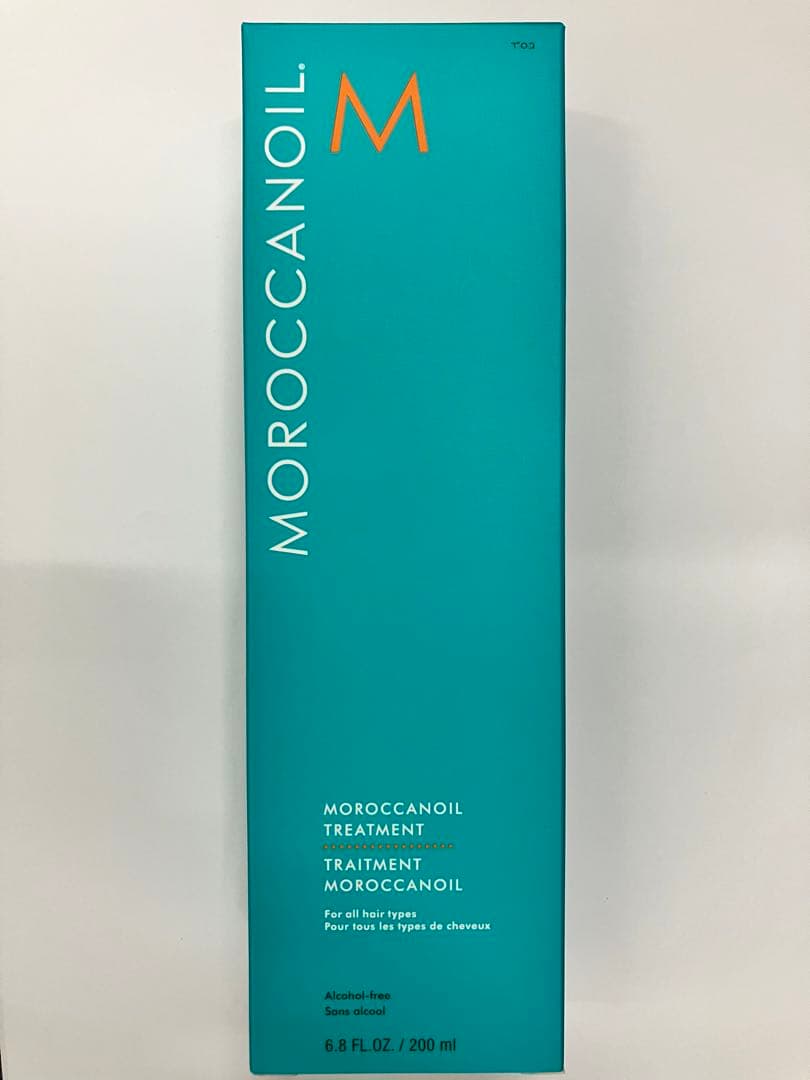 MOROCCANOIL.
M
MOROCCANOIL
TREATMENT
TRAITMENT
MOROCCANOIL
For all hair types
Pour tous les types de cheveux
Alcohol-free
Sans alcool
6.8 FL.OZ. / 200 ml